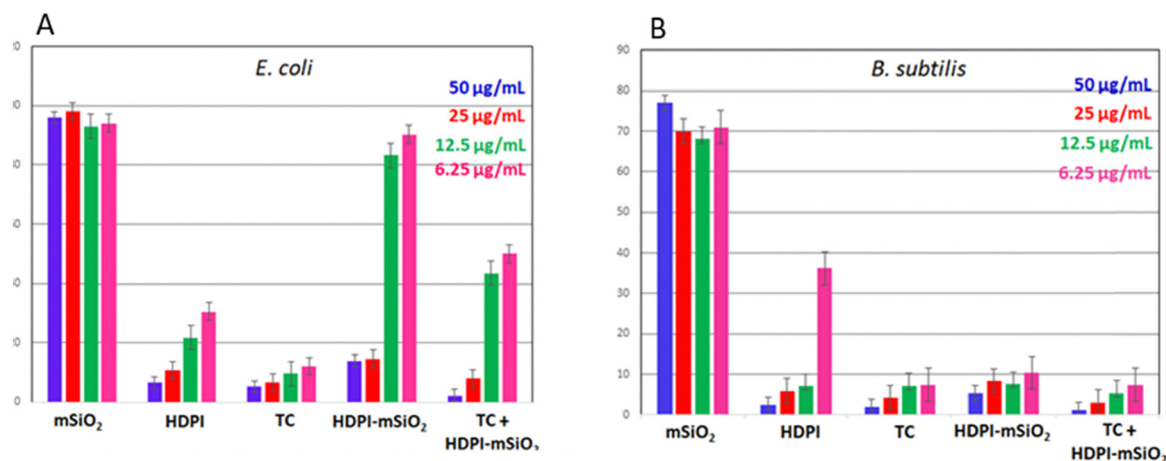 A
E. coli
50 µg/mL
25 µg/mL
12.5 µg/mL
6.25 µg/mL
20
0
mSiO₂
HDPI
TC
HDPI-mSiO₂
TC +
HDPI-mSiO₂
B
B. subtilis
50 µg/mL
25 µg/mL
12.5 µg/mL
6.25 µg/mL
90
80
70
60
50
40
30
20
10
0
mSiO₂
HDPI
TC
HDPI-mSiO₂
TC +
HDPI-mSiO₂